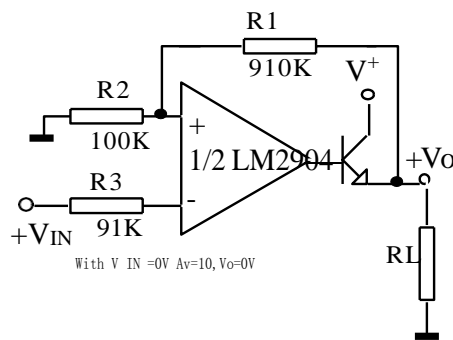 R1
910K
V+
R2
100K
+
1/2 LM2904
+VO
R3
-
91K
+VIN
RL
With V IN =0V Av=10,Vo=0V